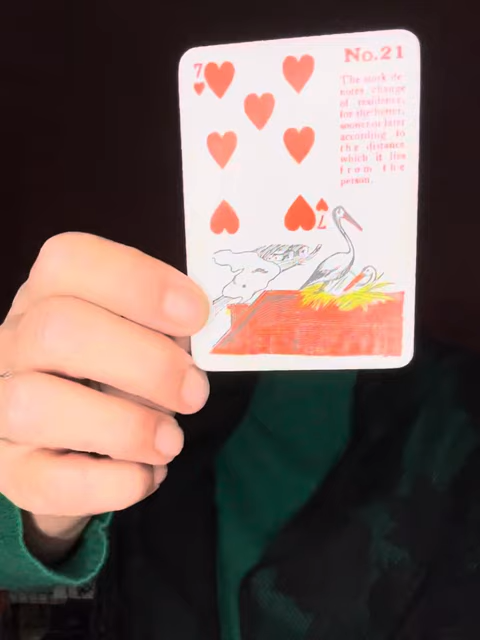 7
No.21
The stork de-
notes change
of residence,
for the better,
sooner or later
according to
the distance
which it lies
from the
person.
7